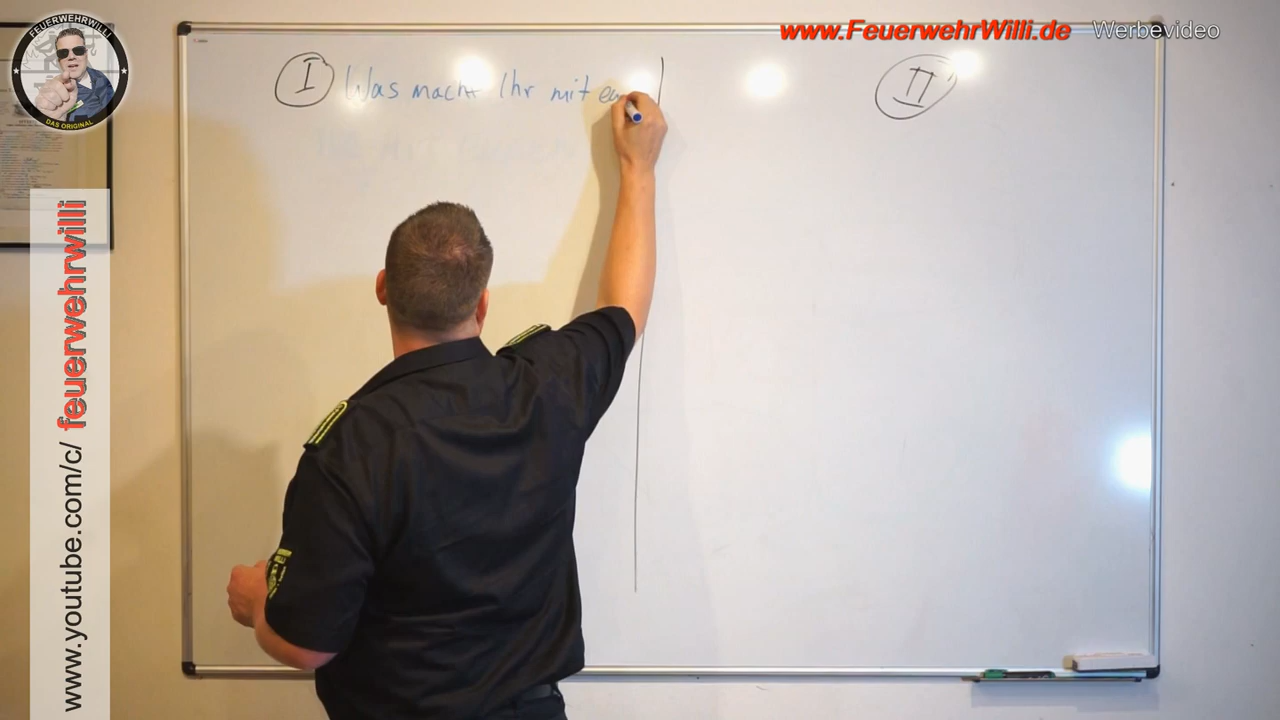 FEUERWEHRWILLI
DAS ORIGINAL
www.FeuerwehrWilli.de Werbevideo
I Was macht Ihr mit
II
www.youtube.com/c/feuerwehrwilli